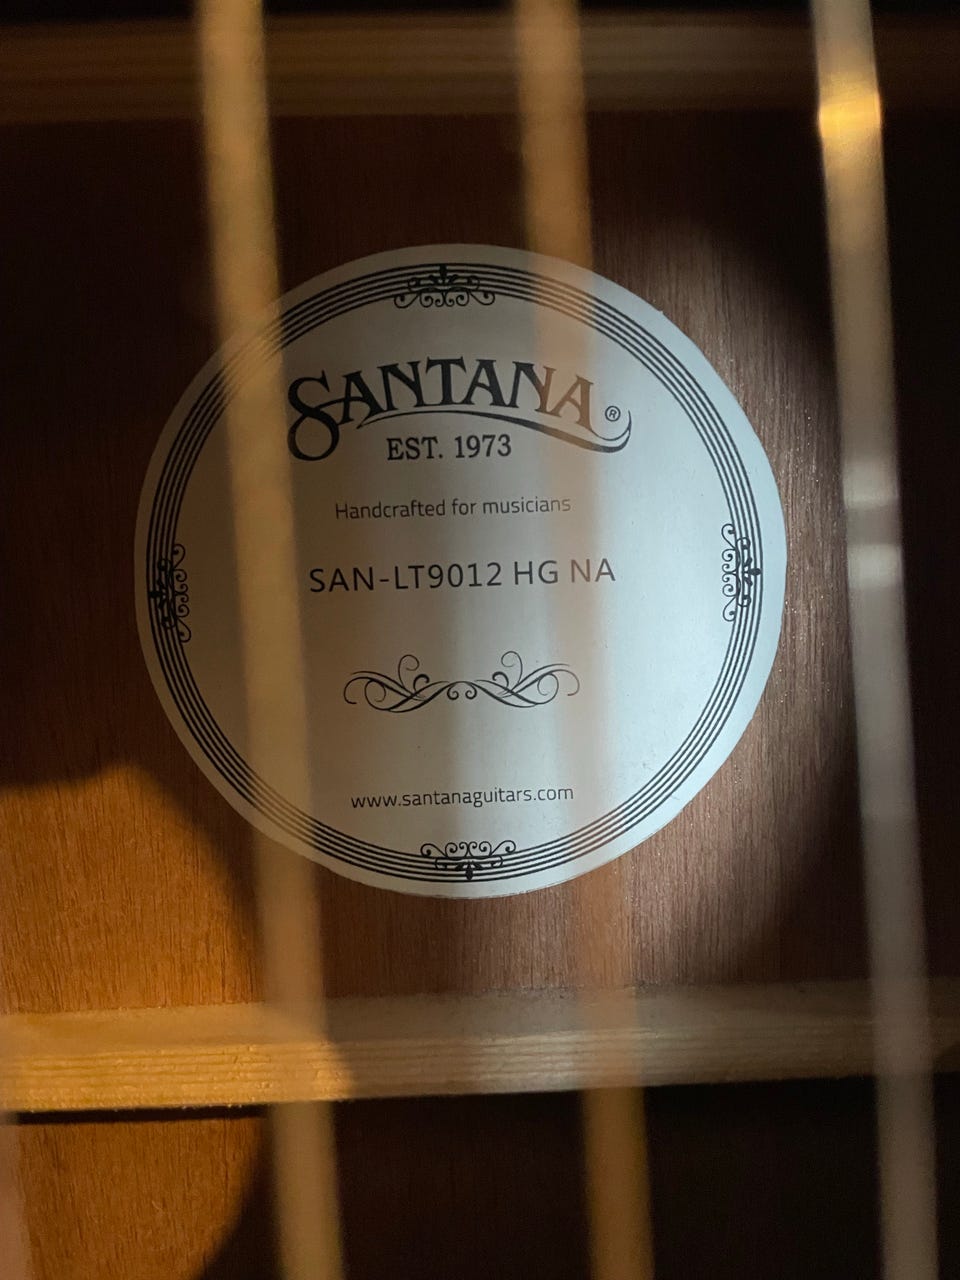 SANTANA ®
EST. 1973
Handcrafted for musicians
SAN-LT9012 HG NA
www.santanaguitars.com